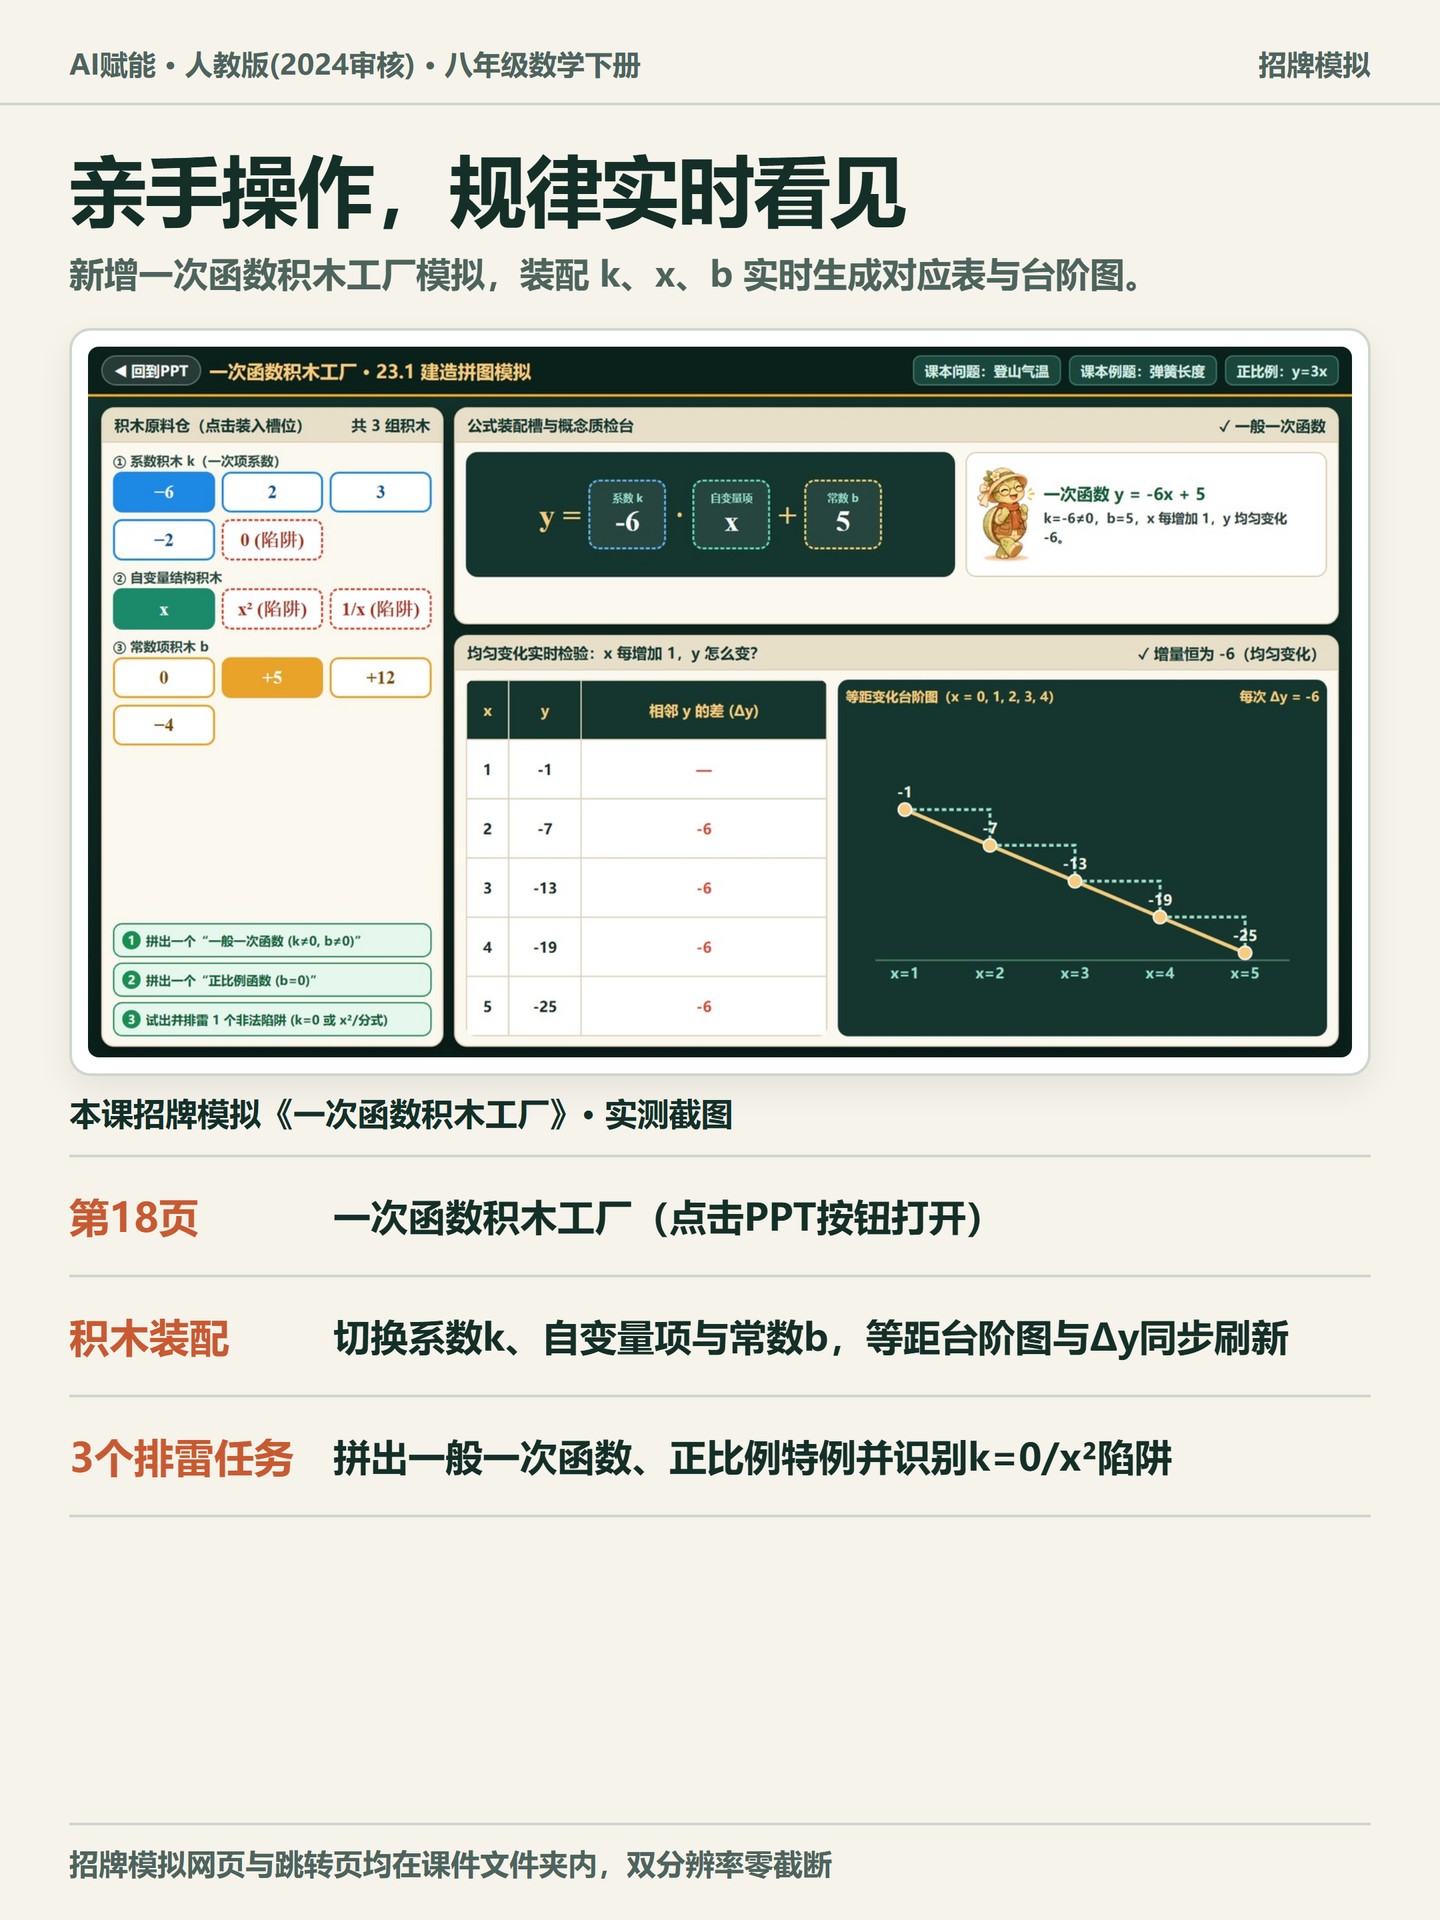 AI赋能 • 人教版(2024审核) • 八年级数学下册
招牌模拟
亲手操作，规律实时看见
新增一次函数积木工厂模拟，装配 k、x、b 实时生成对应表与台阶图。
◀ 回到PPT
一次函数积木工厂 • 23.1 建造拼图模拟
课本问题：登山气温
课本例题：弹簧长度
正比例：y=3x
积木原料仓（点击装入槽位）
共 3 组积木
① 系数积木 k（一次项系数）
−6
2
3
−2
0 (陷阱)
② 自变量结构积木
x
x² (陷阱)
1/x (陷阱)
③ 常数项积木 b
0
+5
+12
−4
1 拼出一个 “一般一次函数 (k≠0, b≠0)”
2 拼出一个 “正比例函数 (b=0)”
3 试出并排雷 1 个非法陷阱 (k=0 或 x²/分式)
公式装配槽与概念质检台
✓ 一般一次函数
系数 k
自变量项
常数 b
y = -6 · x + 5
一次函数 y = -6x + 5
k=-6≠0，b=5，x 每增加 1，y 均匀变化
-6。
均匀变化实时检验：x 每增加 1，y 怎么变？
✓ 增量恒为 -6（均匀变化）
x y 相邻 y 的差 (Δy)
1 -1 —
2 -7 -6
3 -13 -6
4 -19 -6
5 -25 -6
等距变化台阶图（x = 0, 1, 2, 3, 4）
每次 Δy = -6
-1
-7
-13
-19
-25
x=1 x=2 x=3 x=4 x=5
本课招牌模拟《一次函数积木工厂》• 实测截图
第18页 一次函数积木工厂（点击PPT按钮打开）
积木装配 切换系数k、自变量项与常数b，等距台阶图与Δy同步刷新
3个排雷任务 拼出一般一次函数、正比例特例并识别k=0/x²陷阱
招牌模拟网页与跳转页均在课件文件夹内，双分辨率零截断